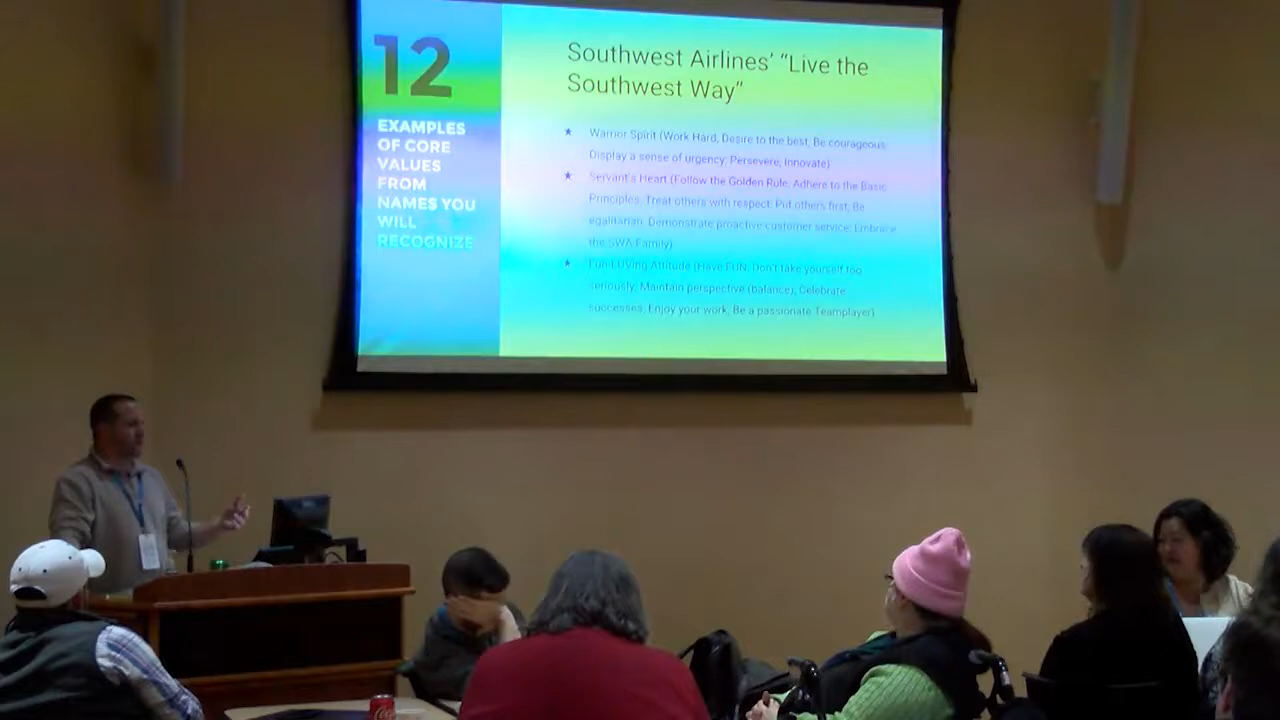 12
EXAMPLES
OF CORE
VALUES
FROM
NAMES YOU
WILL
RECOGNIZE
Southwest Airlines’ “Live the
Southwest Way”
★ Warrior Spirit (Work Hard, Desire to the best, Be courageous,
Display a sense of urgency, Persevere, Innovate)
★ Servant's Heart (Follow the Golden Rule, Adhere to the Basic
Principles, Treat others with respect, Put others first, Be
egalitarian, Demonstrate proactive customer service, Embrace
the SWA Family)
★ Fun-LUVing Attitude (Have FUN, Don't take yourself too
seriously, Maintain perspective (balance), Celebrate
successes, Enjoy your work, Be a passionate Teamplayer)